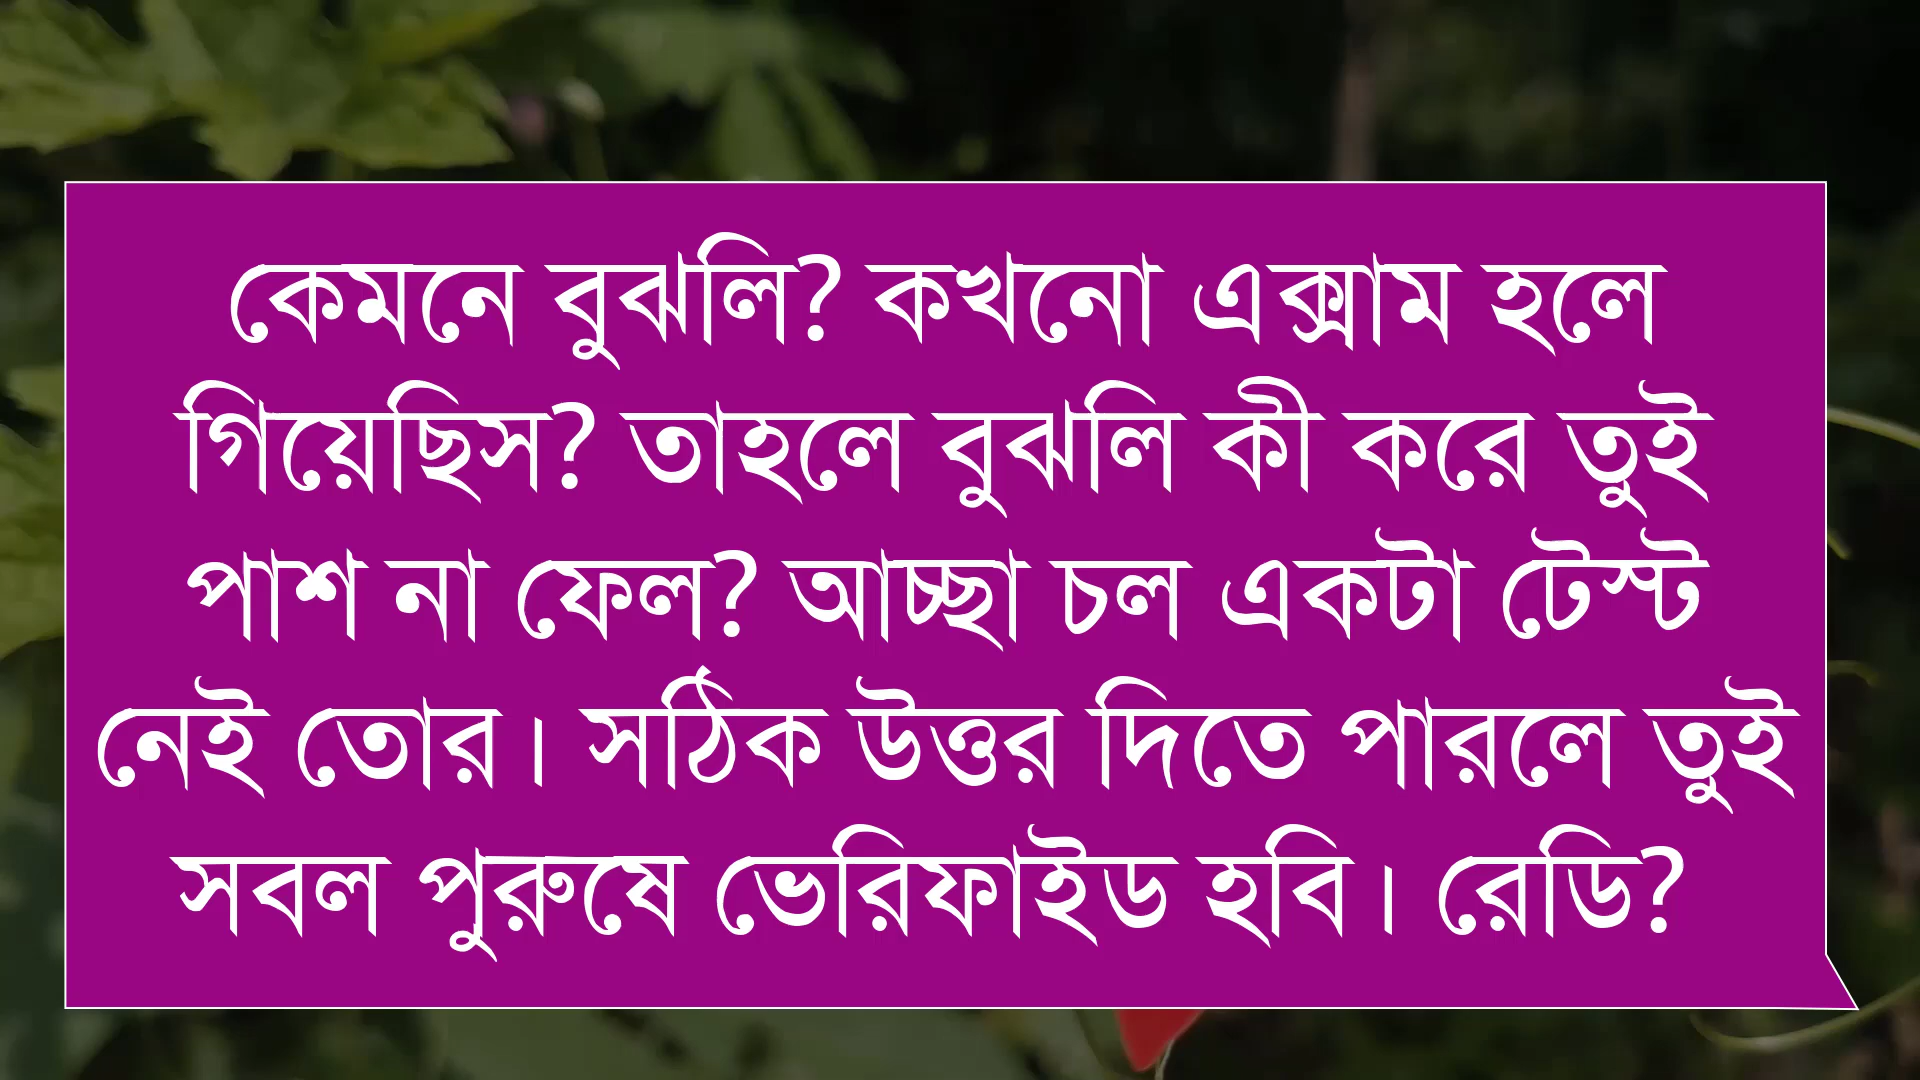 কেমনে বুঝলি? কখনো এক্সাম হলে
গিয়েছিস? তাহলে বুঝলি কী করে তুই
পাশ না ফেল? আচ্ছা চল একটা টেস্ট
নেই তোর। সঠিক উত্তর দিতে পারলে তুই
সবল পুরুষে ভেরিফাইড হবি। রেডি?